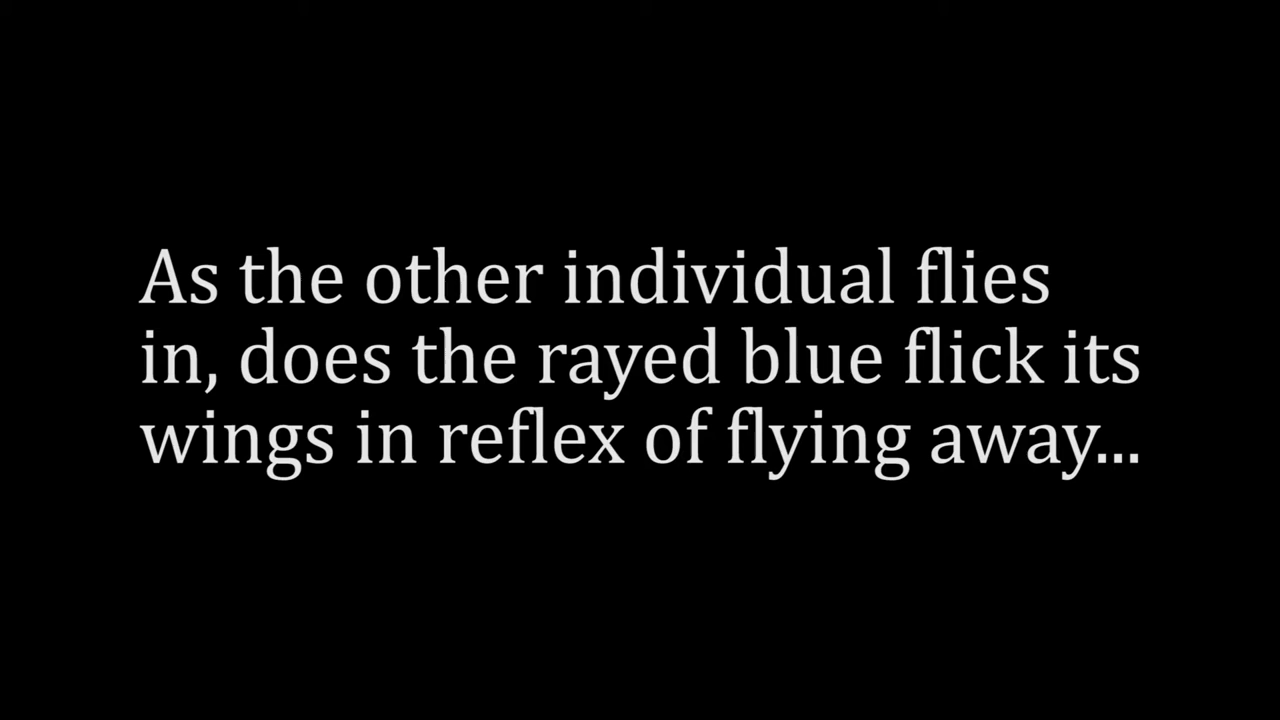 As the other individual flies
in, does the rayed blue flick its
wings in reflex of flying away...